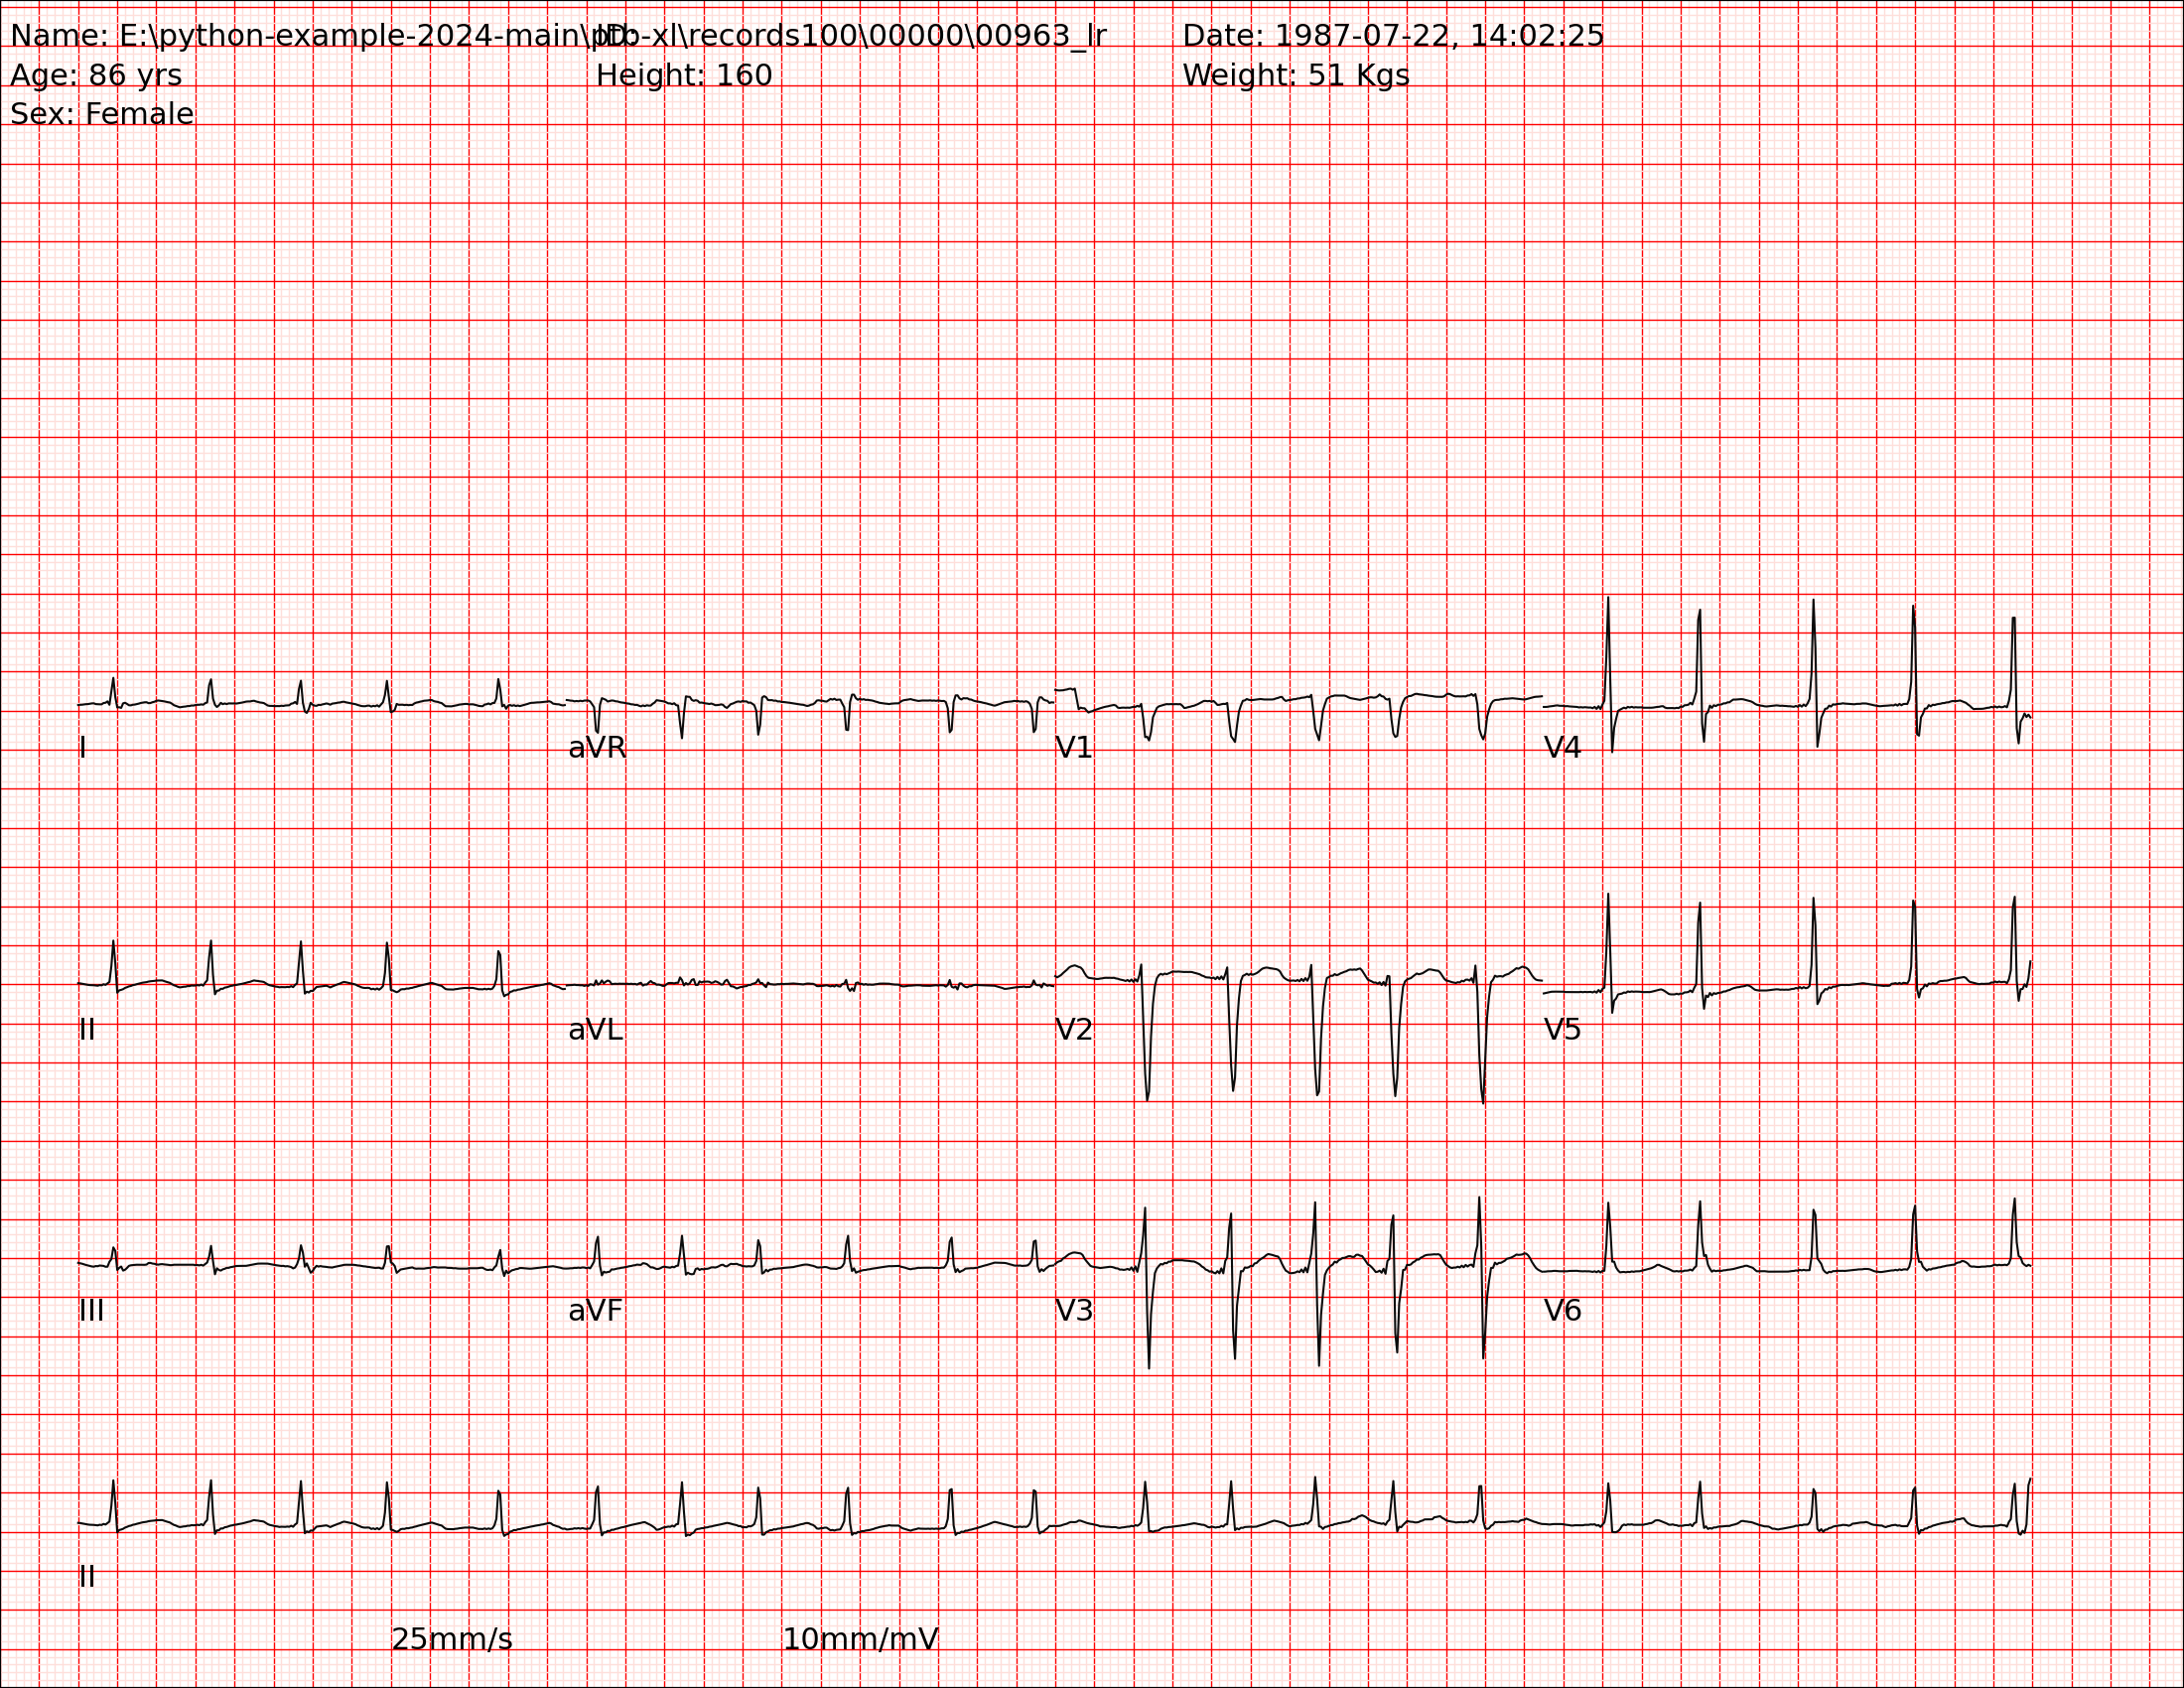 Name: E:\python-example-2024-main\ptb-xl\records100\00000\00963_lr ID: Date: 1987-07-22, 14:02:25
Age: 86 yrs Height: 160 Weight: 51 Kgs
Sex: Female
I aVR V1 V4
II aVL V2 V5
III aVF V3 V6
II
25mm/s 10mm/mV